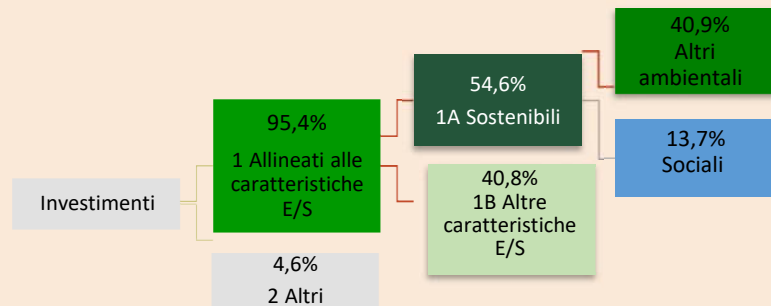 Investimenti
95,4%
1 Allineati alle
caratteristiche
E/S
4,6%
2 Altri
54,6%
1A Sostenibili
40,8%
1B Altre
caratteristiche
E/S
40,9%
Altri
ambientali
13,7%
Sociali